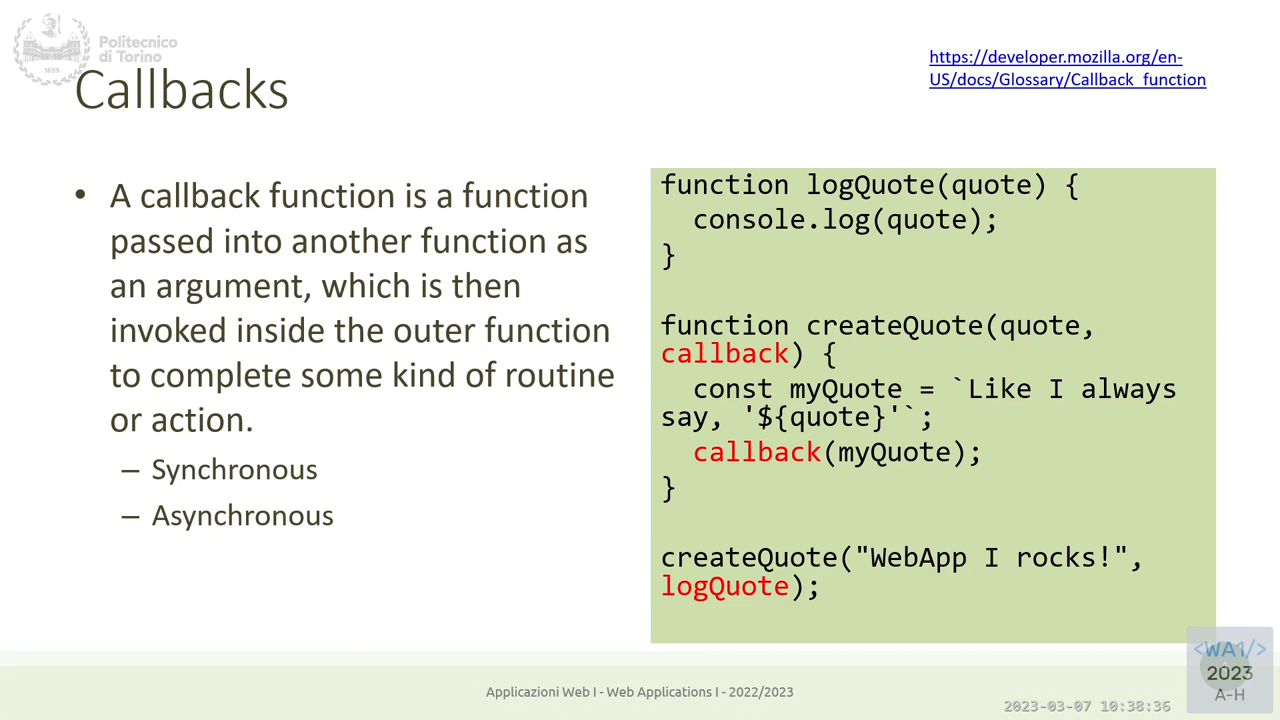 Politecnico
di Torino
1859
Callbacks
https://developer.mozilla.org/en-
US/docs/Glossary/Callback_function
• A callback function is a function
passed into another function as
an argument, which is then
invoked inside the outer function
to complete some kind of routine
or action.
– Synchronous
– Asynchronous
function logQuote(quote) {
  console.log(quote);
}
function createQuote(quote,
callback) {
  const myQuote = `Like I always
say, '${quote}'`;
  callback(myQuote);
}
createQuote("WebApp I rocks!",
logQuote);
Applicazioni Web I - Web Applications I - 2022/2023
2023-03-07 10:38:36
<WA1/>
2023
A-H